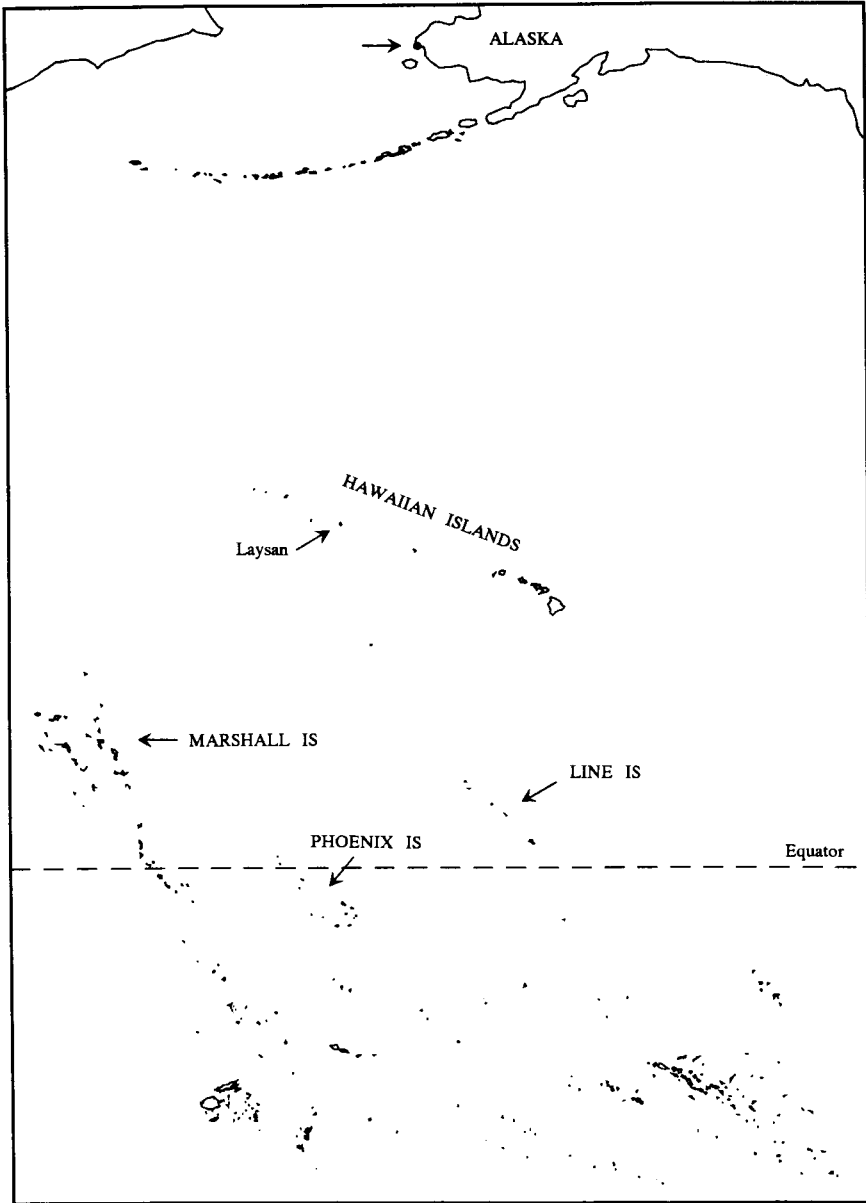 ALASKA
HAWAIIAN ISLANDS
Laysan
MARSHALL IS
LINE IS
PHOENIX IS
Equator